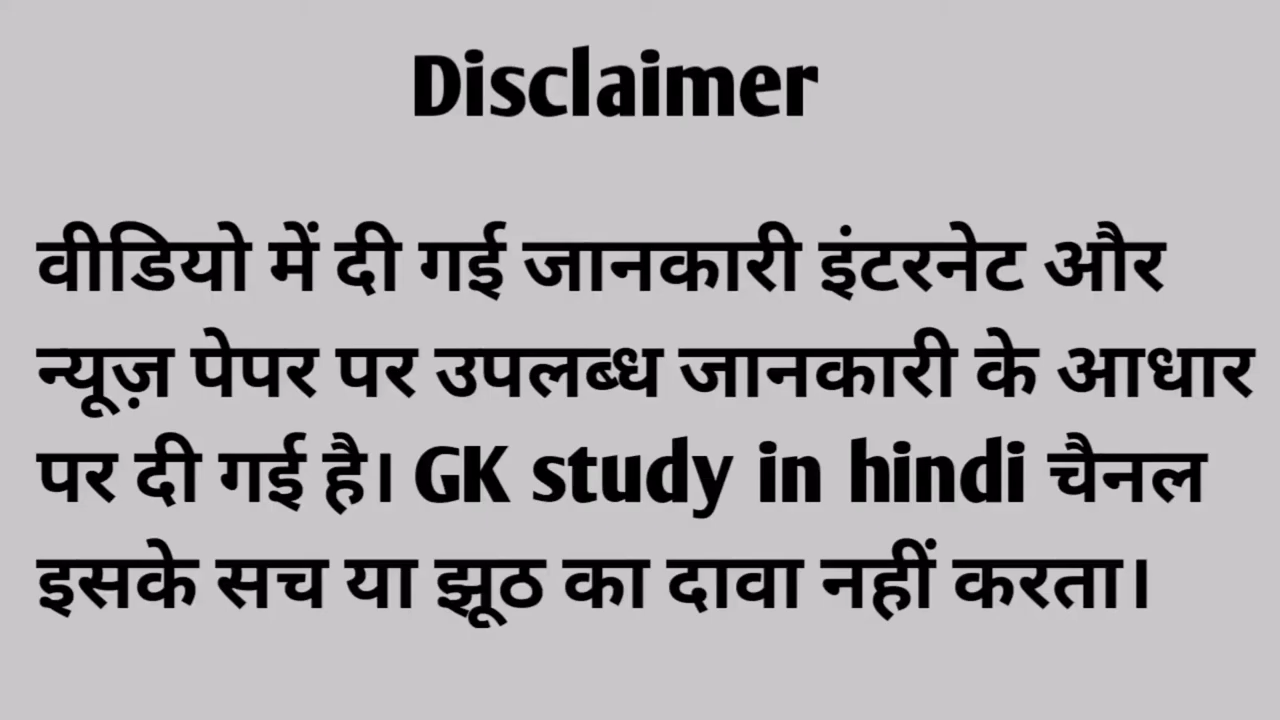 Disclaimer
वीडियो में दी गई जानकारी इंटरनेट और
न्यूज़ पेपर पर उपलब्ध जानकारी के आधार
पर दी गई है। GK study in hindi चैनल
इसके सच या झूठ का दावा नहीं करता।